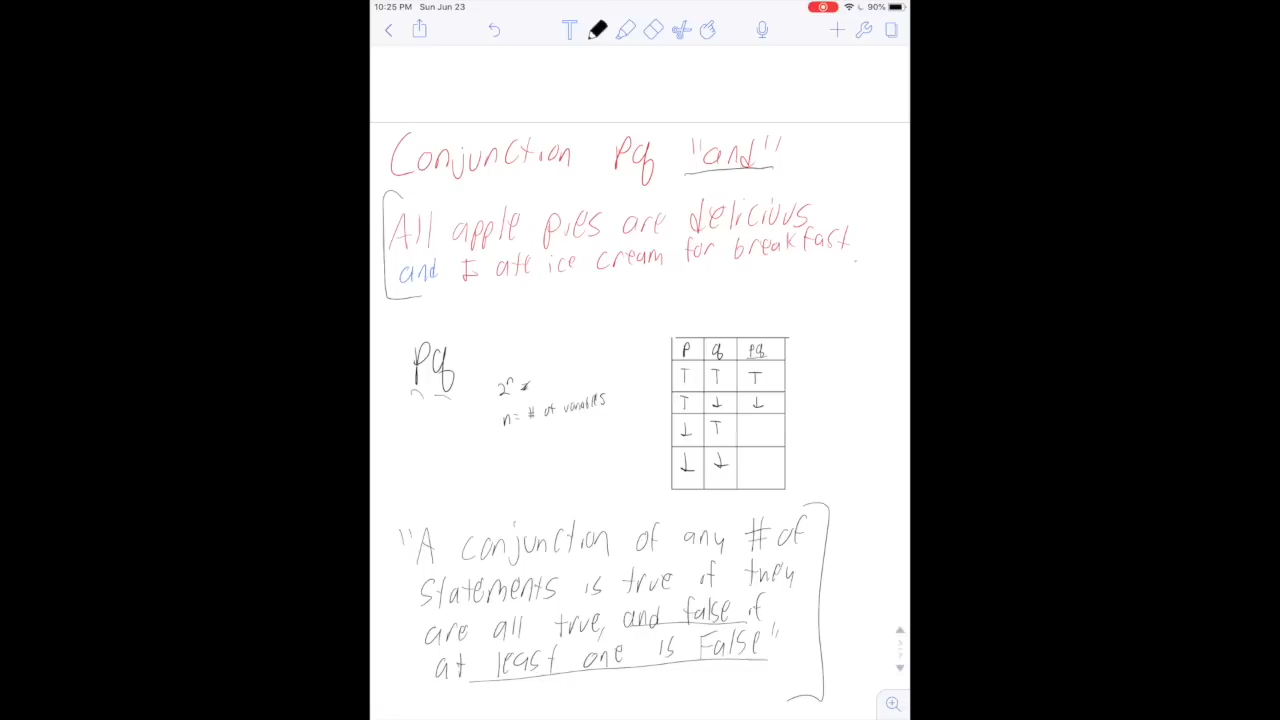 10:25 PM Sun Jun 23
90%
T
Conjunction pq "and"
All apple pies are delicious
and I ate ice cream for breakfast.
pq
2ⁿ
n= # of variables
P q pq
T T T
T ⊥ ⊥
⊥ T
⊥ ⊥
"A conjunction of any # of
statements is true if they
are all true, and false if
at least one is False"